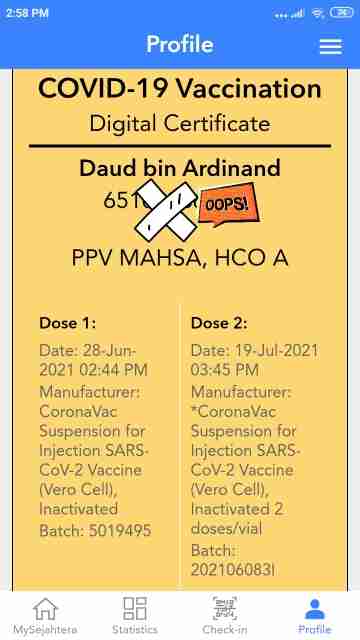 2:58 PM
Profile
COVID-19 Vaccination
Digital Certificate
Daud bin Ardinand
OOPS!
PPV MAHSA, HCO A
Dose 1:
Date: 28-Jun-
2021 02:44 PM
Manufacturer:
CoronaVac
Suspension for
Injection SARS-
CoV-2 Vaccine
(Vero Cell),
Inactivated
Batch: 5019495
Dose 2:
Date: 19-Jul-2021
03:45 PM
Manufacturer:
*CoronaVac
Suspension for
Injection SARS-
CoV-2 Vaccine
(Vero Cell),
Inactivated 2
doses/vial
Batch:
202106083I
MySejahtera
Statistics
Check-in
Profile